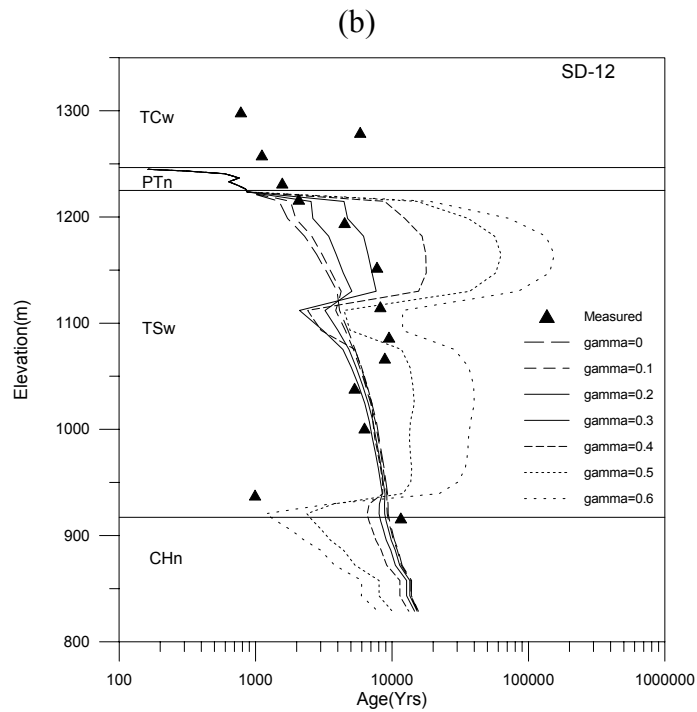 (b)
SD-12
1300
TCw
PTn
1200
TSw
1100
1000
900
CHn
800
Elevation(m)
Measured
gamma=0
gamma=0.1
gamma=0.2
gamma=0.3
gamma=0.4
gamma=0.5
gamma=0.6
100
1000
10000
100000
1000000
Age(Yrs)